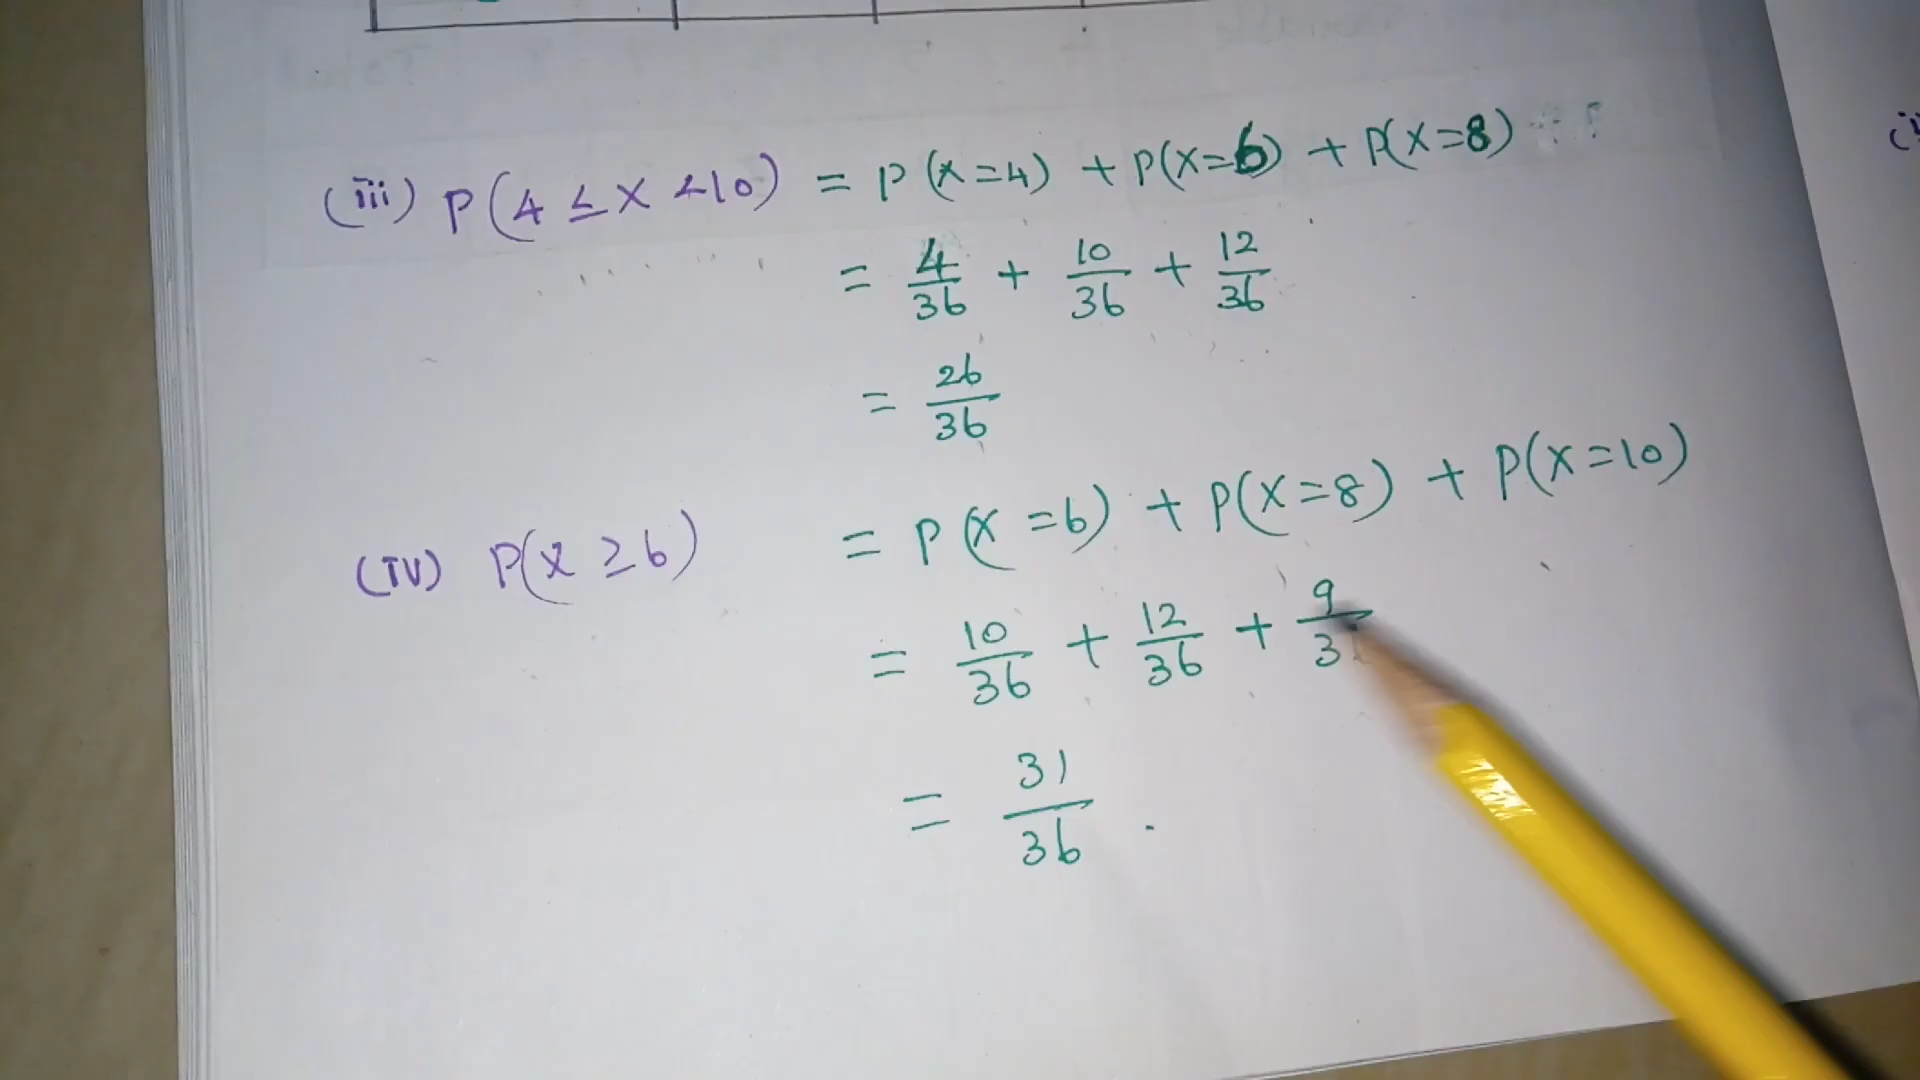 (iii) P(4 ≤ X < 10) = P(X=4) + P(X=6) + P(X=8)
= 4/36 + 10/36 + 12/36
= 26/36
(iv) P(X ≥ 6) = P(X=6) + P(X=8) + P(X=10)
= 10/36 + 12/36 + 9/3
= 31/36 .